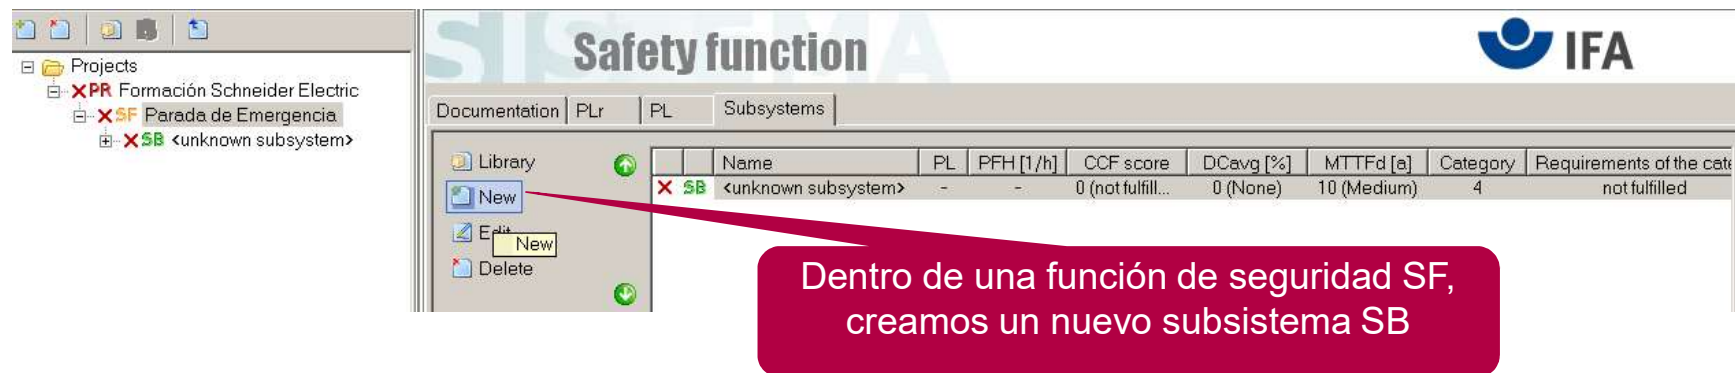 SISTEMA
Safety function
IFA
Projects
PR Formación Schneider Electric
SF Parada de Emergencia
SB <unknown subsystem>
Documentation PLr PL Subsystems
Library
New
Edit
New
Delete
Name PL PFH [1/h] CCF score DCavg [%] MTTFd [a] Category Requirements of the cate
SB <unknown subsystem> - - 0 (not fulfill... 0 (None) 10 (Medium) 4 not fulfilled
Dentro de una función de seguridad SF,
creamos un nuevo subsistema SB